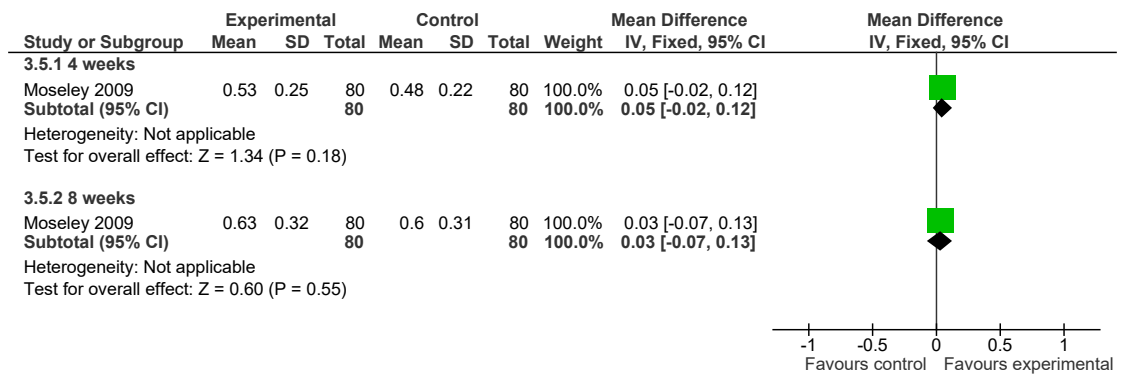 Experimental Control Mean Difference Mean Difference
Study or Subgroup Mean SD Total Mean SD Total Weight IV, Fixed, 95% CI IV, Fixed, 95% CI
3.5.1 4 weeks
Moseley 2009 0.53 0.25 80 0.48 0.22 80 100.0% 0.05 [-0.02, 0.12]
Subtotal (95% CI) 80 80 100.0% 0.05 [-0.02, 0.12]
Heterogeneity: Not applicable
Test for overall effect: Z = 1.34 (P = 0.18)
3.5.2 8 weeks
Moseley 2009 0.63 0.32 80 0.6 0.31 80 100.0% 0.03 [-0.07, 0.13]
Subtotal (95% CI) 80 80 100.0% 0.03 [-0.07, 0.13]
Heterogeneity: Not applicable
Test for overall effect: Z = 0.60 (P = 0.55)
-1 -0.5 0 0.5 1
Favours control Favours experimental